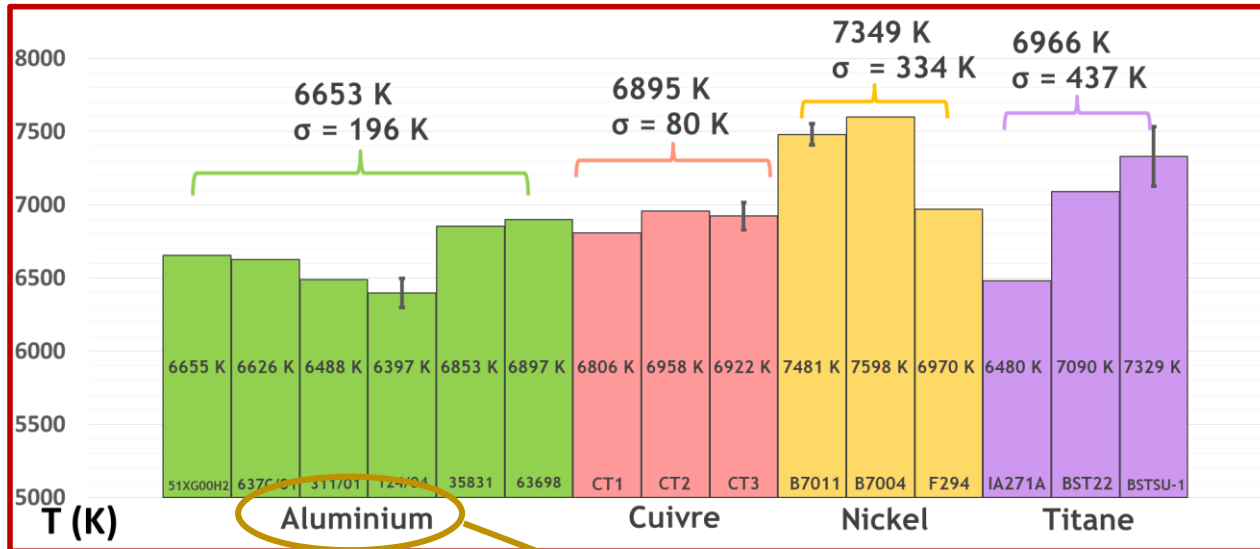 7349 K
σ = 334 K
6966 K
σ = 437 K
6653 K
σ = 196 K
6895 K
σ = 80 K
8000
7500
7000
6500
6000
5500
5000
6655 K 6626 K 6488 K 6397 K 6853 K 6897 K 6806 K 6958 K 6922 K 7481 K 7598 K 6970 K 6480 K 7090 K 7329 K
51XG00H2 311/01 35831 63698 CT1 CT2 CT3 B7011 B7004 F294 IA271A BST22 BSTSU-1
T (K)
Aluminium Cuivre Nickel Titane